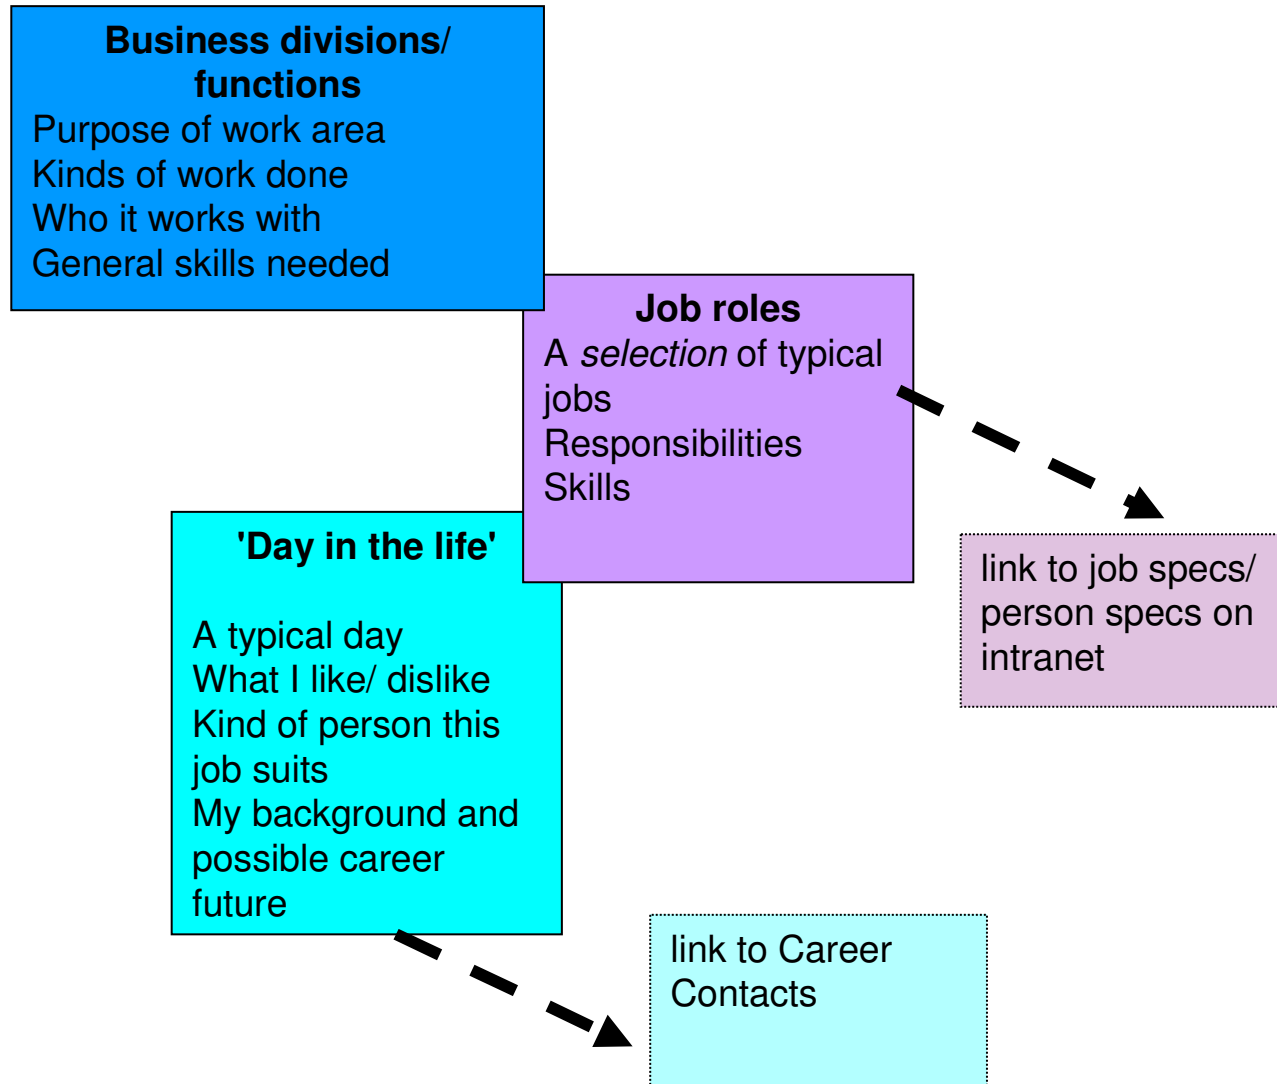 Business divisions/
functions
Purpose of work area
Kinds of work done
Who it works with
General skills needed
Job roles
A selection of typical
jobs
Responsibilities
Skills
link to job specs/
person specs on
intranet
'Day in the life'
A typical day
What I like/ dislike
Kind of person this
job suits
My background and
possible career
future
link to Career
Contacts